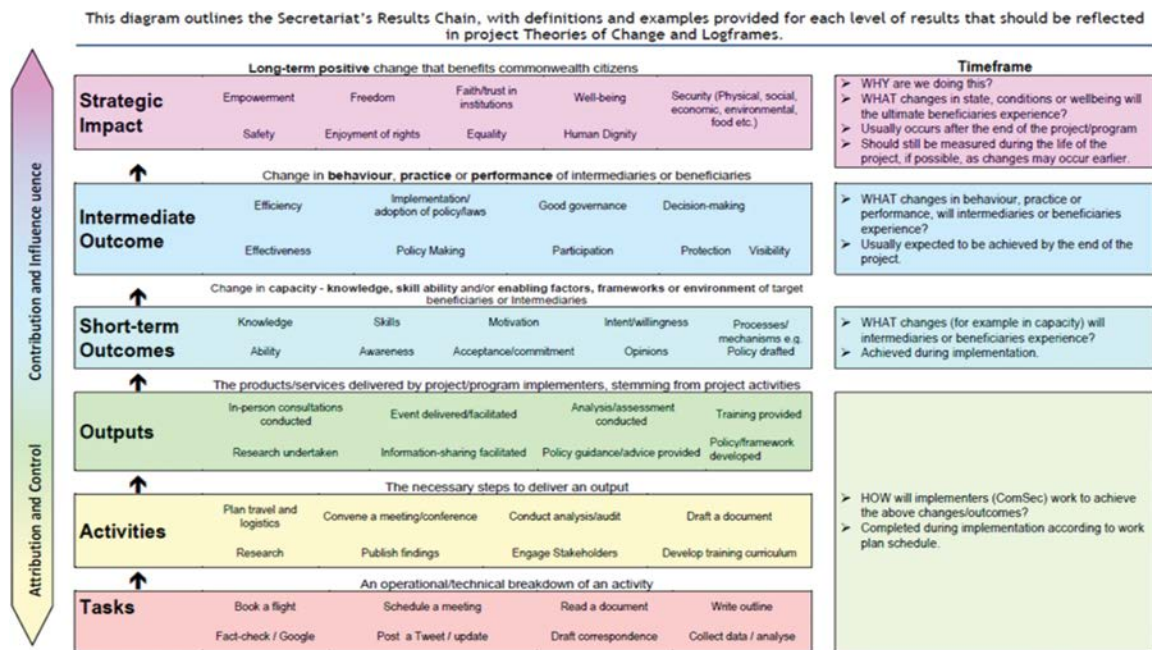 This diagram outlines the Secretariat's Results Chain, with definitions and examples provided for each level of results that should be reflected
in project Theories of Change and Logframes.
Contribution and Influence uence
Attribution and Control
Long-term positive change that benefits commonwealth citizens
Strategic
Impact
Empowerment
Freedom
Faith/trust in
institutions
Well-being
Security (Physical, social,
economic, environmental,
food etc.)
Safety
Enjoyment of rights
Equality
Human Dignity
Timeframe
➤ WHY are we doing this?
➤ WHAT changes in state, conditions or wellbeing will
the ultimate beneficiaries experience?
➤ Usually occurs after the end of the project/program
➤ Should still be measured during the life of the
project, if possible, as changes may occur earlier.
Change in behaviour, practice or performance of intermediaries or beneficiaries
Intermediate
Outcome
Efficiency
Implementation/
adoption of policy/laws
Good governance
Decision-making
Effectiveness
Policy Making
Participation
Protection
Visibility
➤ WHAT changes in behaviour, practice or
performance, will intermediaries or beneficiaries
experience?
➤ Usually expected to be achieved by the end of the
project.
Change in capacity - knowledge, skill ability and/or enabling factors, frameworks or environment of target
beneficiaries or Intermediaries
Short-term
Outcomes
Knowledge
Skills
Motivation
Intent/willingness
Processes/
mechanisms e.g.
Policy drafted
Ability
Awareness
Acceptance/commitment
Opinions
➤ WHAT changes (for example in capacity) will
intermediaries or beneficiaries experience?
➤ Achieved during implementation.
The products/services delivered by project/program implementers, stemming from project activities
Outputs
In-person consultations
conducted
Event delivered/facilitated
Analysis/assessment
conducted
Training provided
Research undertaken
Information-sharing facilitated
Policy guidance/advice provided
Policy/framework
developed
The necessary steps to deliver an output
Activities
Plan travel and
logistics
Convene a meeting/conference
Conduct analysis/audit
Draft a document
Research
Publish findings
Engage Stakeholders
Develop training curriculum
➤ HOW will implementers (ComSec) work to achieve
the above changes/outcomes?
➤ Completed during implementation according to work
plan schedule.
An operational/technical breakdown of an activity
Tasks
Book a flight
Schedule a meeting
Read a document
Write outline
Fact-check / Google
Post a Tweet / update
Draft correspondence
Collect data / analyse